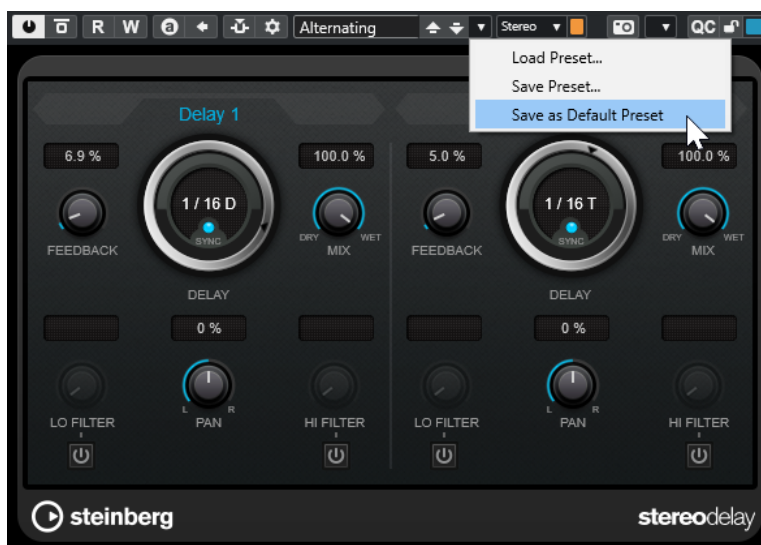 R W a Alternating Stereo QC
Load Preset...
Save Preset...
Save as Default Preset
Delay 1
6.9 % 100.0 % 5.0 % 100.0 %
1 / 16 D 1 / 16 T
SYNC SYNC
DRY WET DRY WET
FEEDBACK MIX FEEDBACK MIX
DELAY DELAY
0 % 0 %
L R L R
LO FILTER PAN HI FILTER LO FILTER PAN HI FILTER
steinberg stereodelay